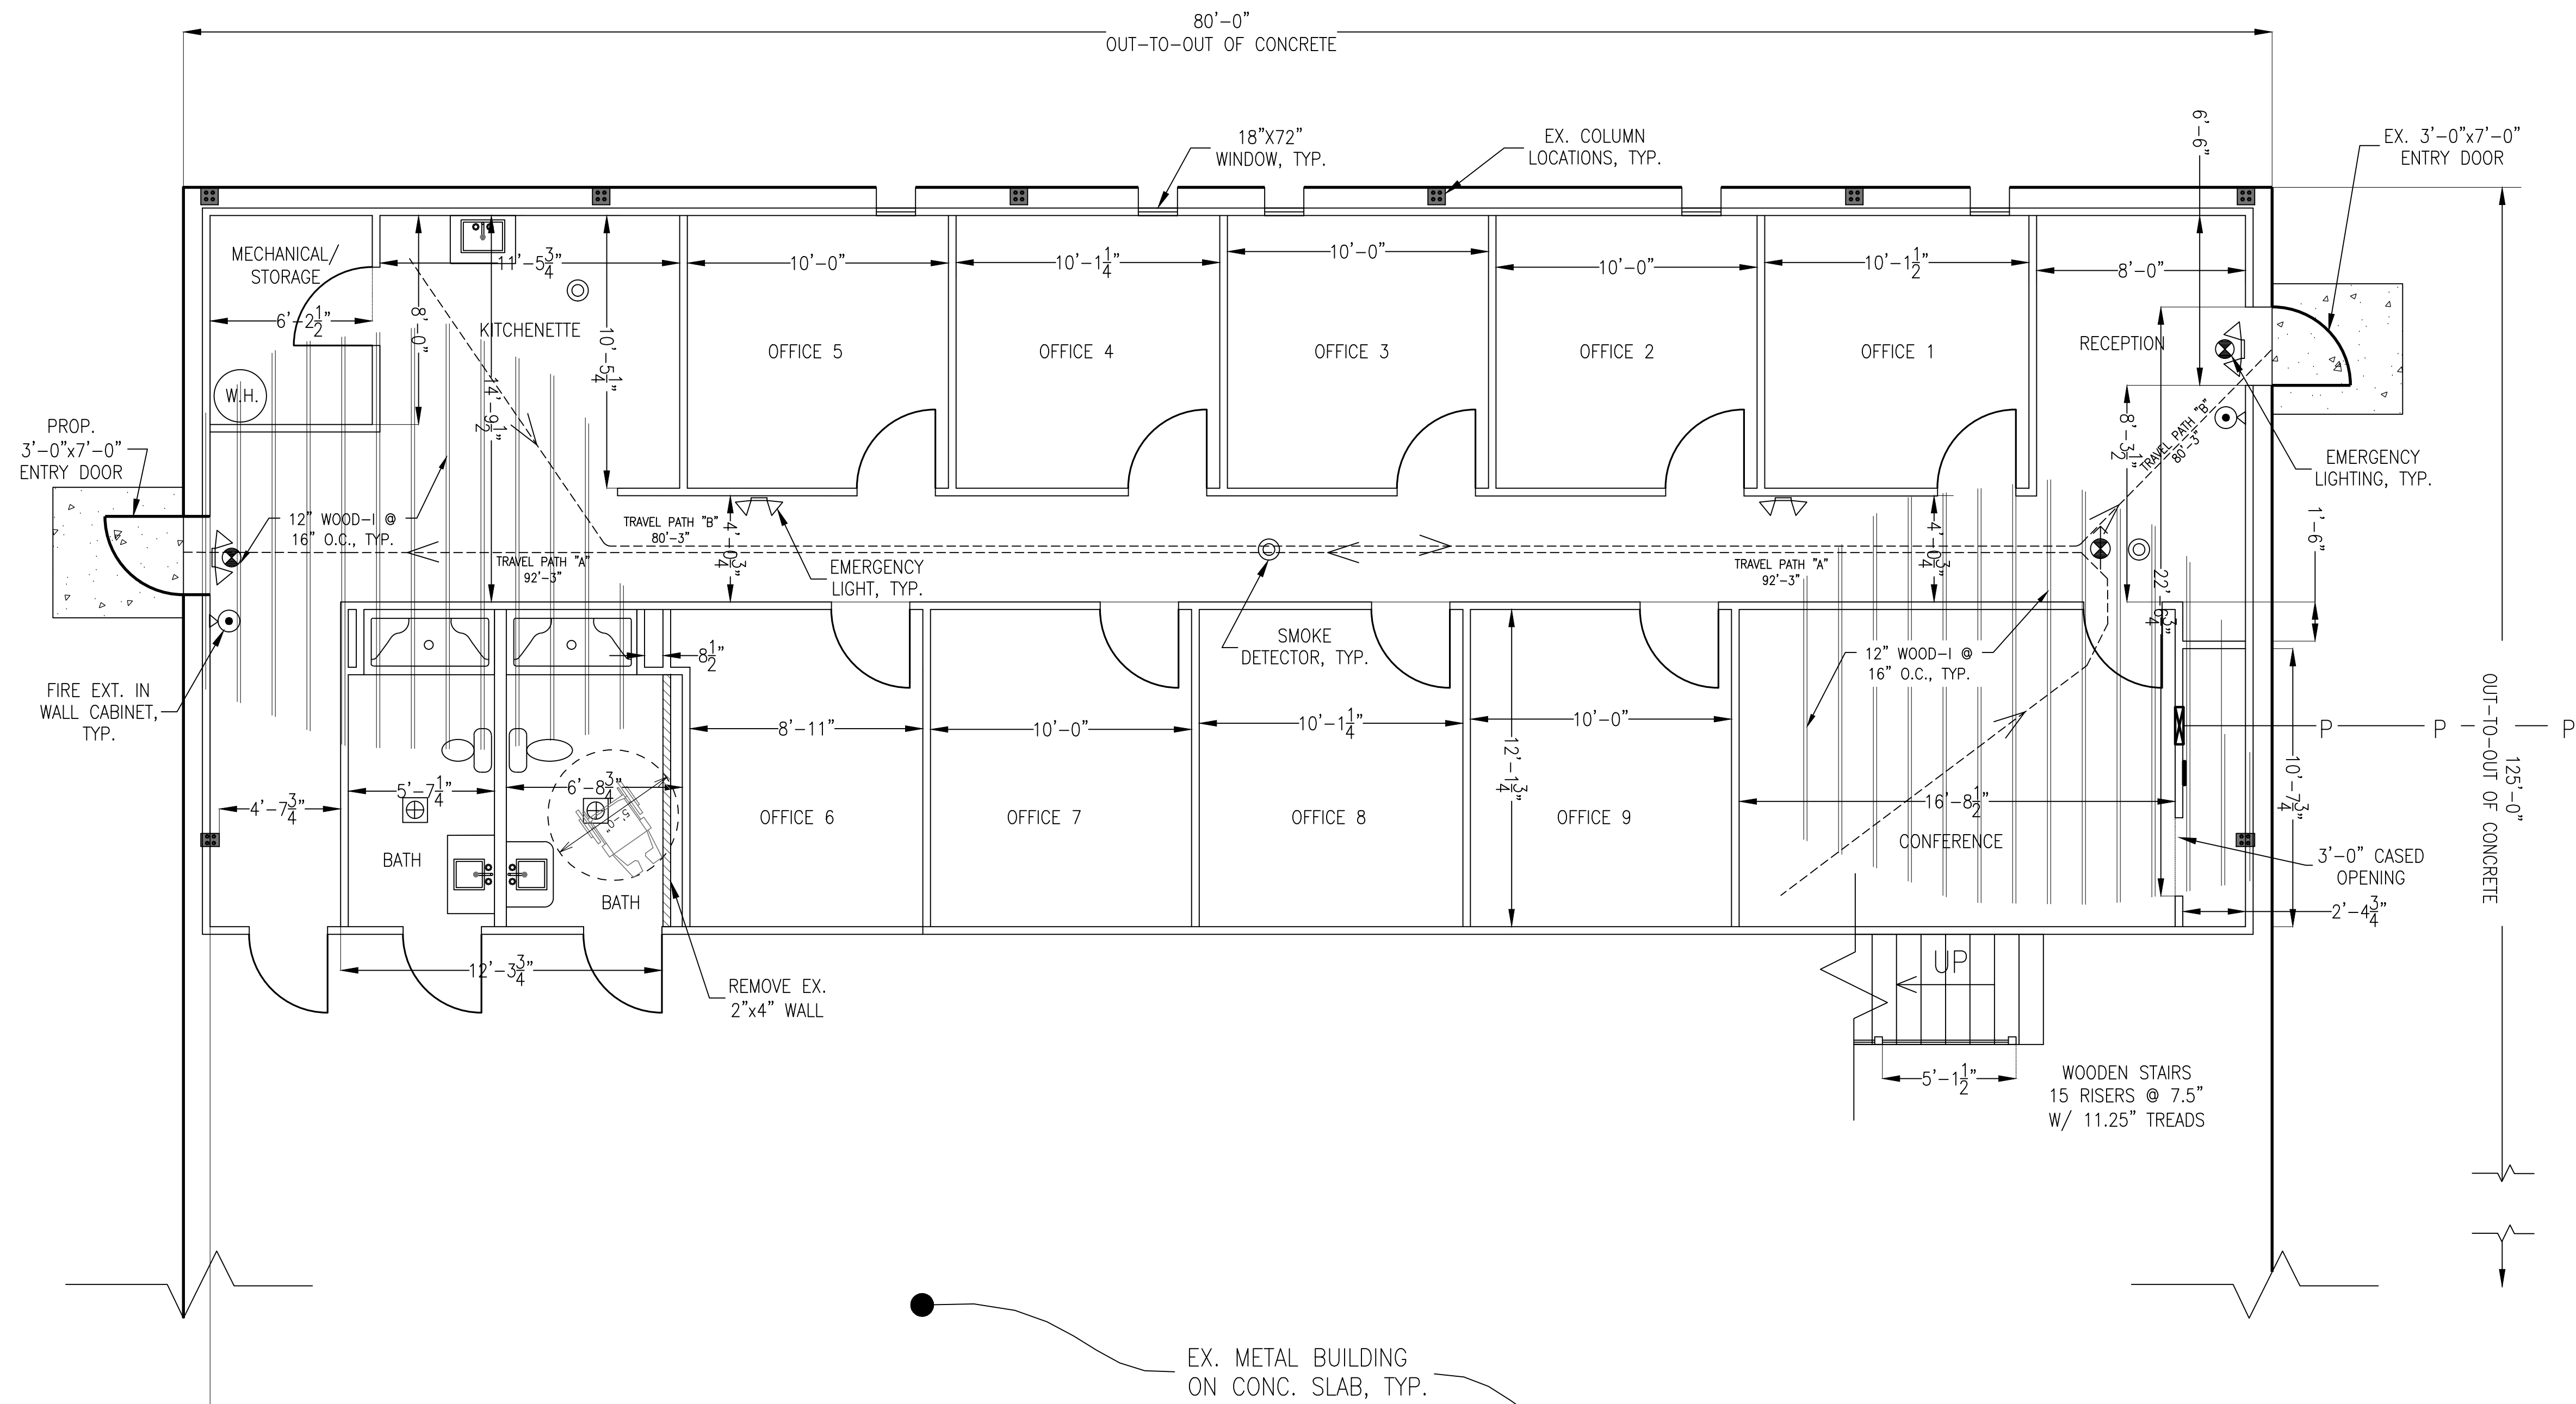 80'-0"
OUT-TO-OUT OF CONCRETE
18"X72"
WINDOW, TYP.
EX. COLUMN
LOCATIONS, TYP.
6'-6"
EX. 3'-0"x7'-0"
ENTRY DOOR
MECHANICAL/
STORAGE
11'-5 3/4"
10'-0"
10'-1 1/4"
10'-0"
10'-0"
10'-1 1/2"
8'-0"
6'-2 1/2"
8'-0"
KITCHENETTE
10'-5 1/4"
OFFICE 5
OFFICE 4
OFFICE 3
OFFICE 2
OFFICE 1
RECEPTION
W.H.
14'-9 1/2"
8'-3 1/2"
TRAVEL PATH "B"
80'-3"
PROP.
3'-0"x7'-0"
ENTRY DOOR
EMERGENCY
LIGHTING, TYP.
12" WOOD-I @
16" O.C., TYP.
TRAVEL PATH "B"
80'-3"
4'-0 3/4"
4'-0 3/4"
1'-6"
TRAVEL PATH "A"
92'-3"
EMERGENCY
LIGHT, TYP.
TRAVEL PATH "A"
92'-3"
22'-6 3/4"
SMOKE
DETECTOR, TYP.
8 1/2"
12" WOOD-I @
16" O.C., TYP.
FIRE EXT. IN
WALL CABINET,
TYP.
8'-11"
10'-0"
10'-1 1/4"
10'-0"
12'-1 3/4"
P P P
OUT-TO-OUT OF CONCRETE
125'-0"
10'-7 3/4"
4'-7 3/4"
5'-7 1/4"
6'-8 3/4"
5'-0"
16'-8 1/2"
OFFICE 6
OFFICE 7
OFFICE 8
OFFICE 9
CONFERENCE
BATH
BATH
3'-0" CASED
OPENING
2'-4 3/4"
12'-3 3/4"
REMOVE EX.
2"x4" WALL
UP
5'-1 1/2"
WOODEN STAIRS
15 RISERS @ 7.5"
W/ 11.25" TREADS
EX. METAL BUILDING
ON CONC. SLAB, TYP.